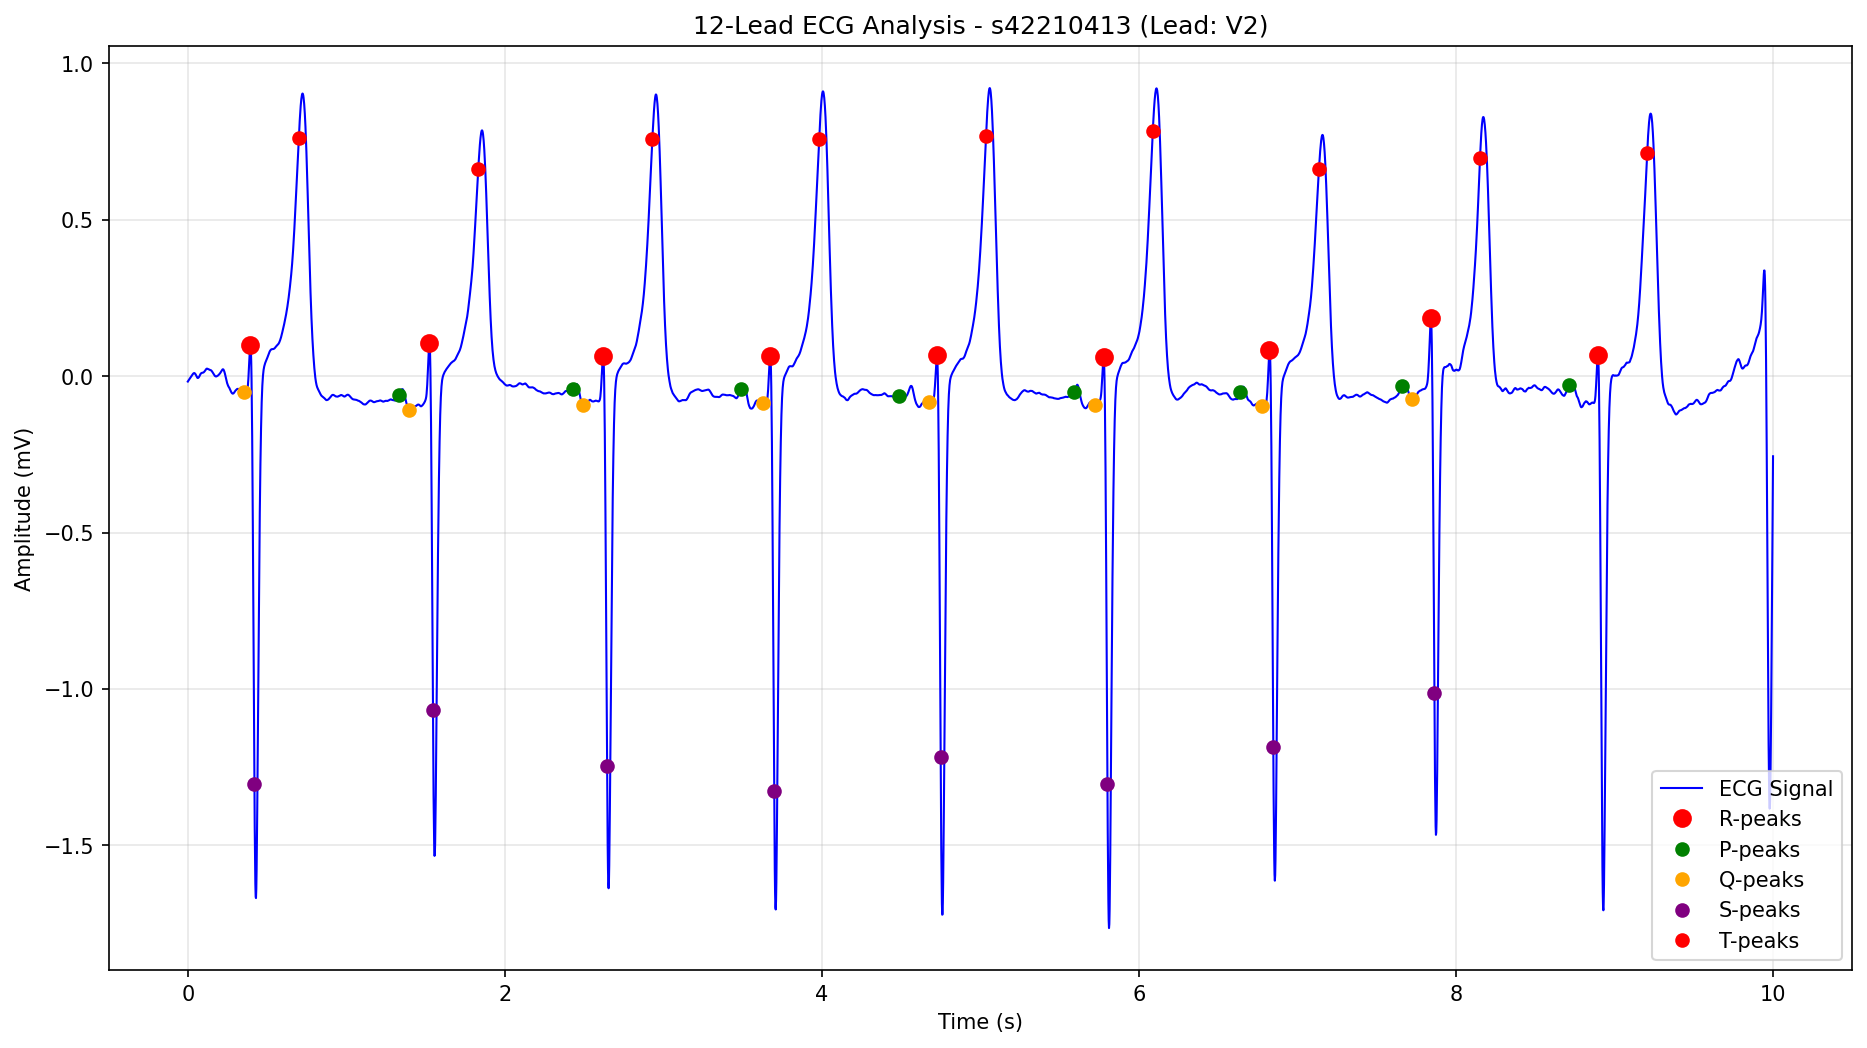 12-Lead ECG Analysis - s42210413 (Lead: V2)
1.0
0.5
0.0
−0.5
−1.0
−1.5
Amplitude (mV)
0
2
4
6
8
10
Time (s)
ECG Signal
R-peaks
P-peaks
Q-peaks
S-peaks
T-peaks